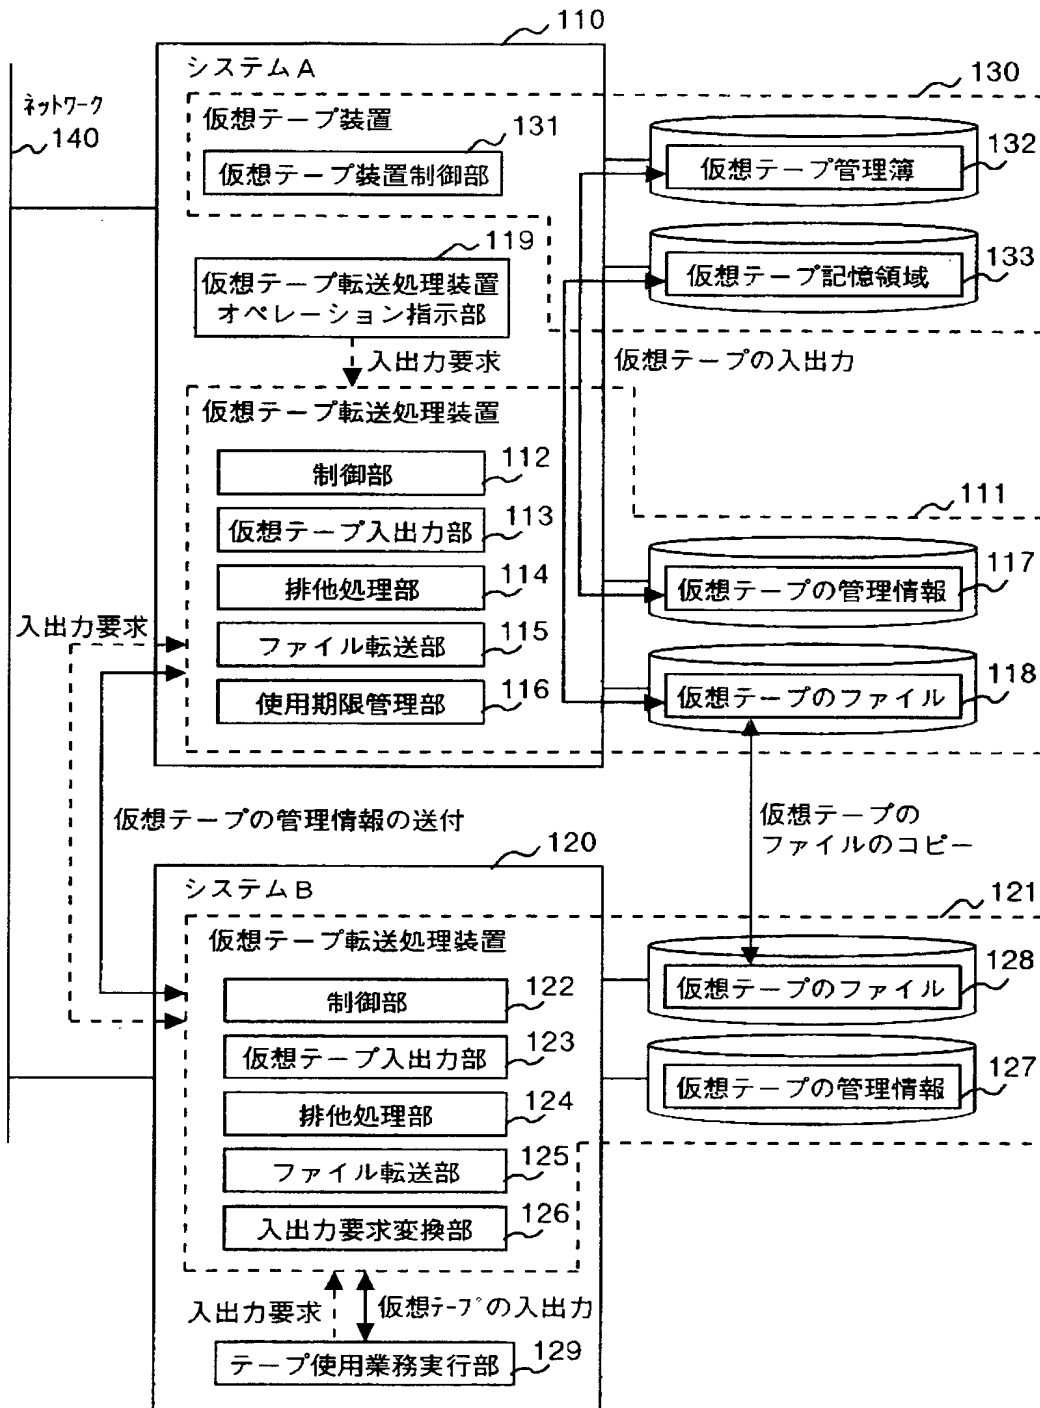 110
システムA
130
ネットワーク
140
仮想テープ装置
131
仮想テープ装置制御部
仮想テープ管理簿
132
119
仮想テープ転送処理装置
オペレーション指示部
仮想テープ記憶領域
133
入出力要求
仮想テープの入出力
仮想テープ転送処理装置
制御部
112
111
仮想テープ入出力部
113
排他処理部
114
仮想テープの管理情報
117
入出力要求
ファイル転送部
115
使用期限管理部
116
仮想テープのファイル
118
仮想テープの管理情報の送付
仮想テープの
ファイルのコピー
120
システムB
121
仮想テープ転送処理装置
仮想テープのファイル
128
制御部
122
仮想テープ入出力部
123
仮想テープの管理情報
127
排他処理部
124
ファイル転送部
125
入出力要求変換部
126
入出力要求
仮想テープの入出力
テープ使用業務実行部
129